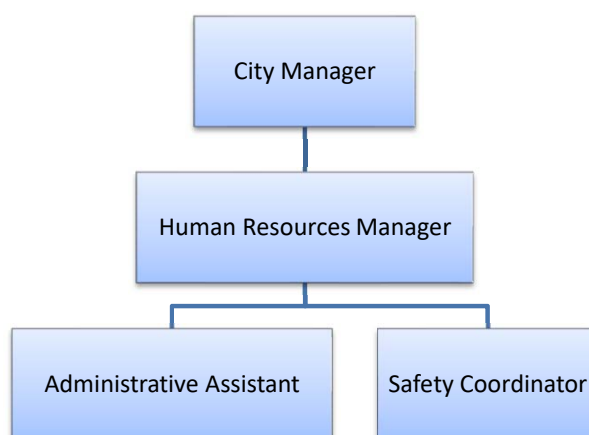 City Manager
Human Resources Manager
Administrative Assistant
Safety Coordinator